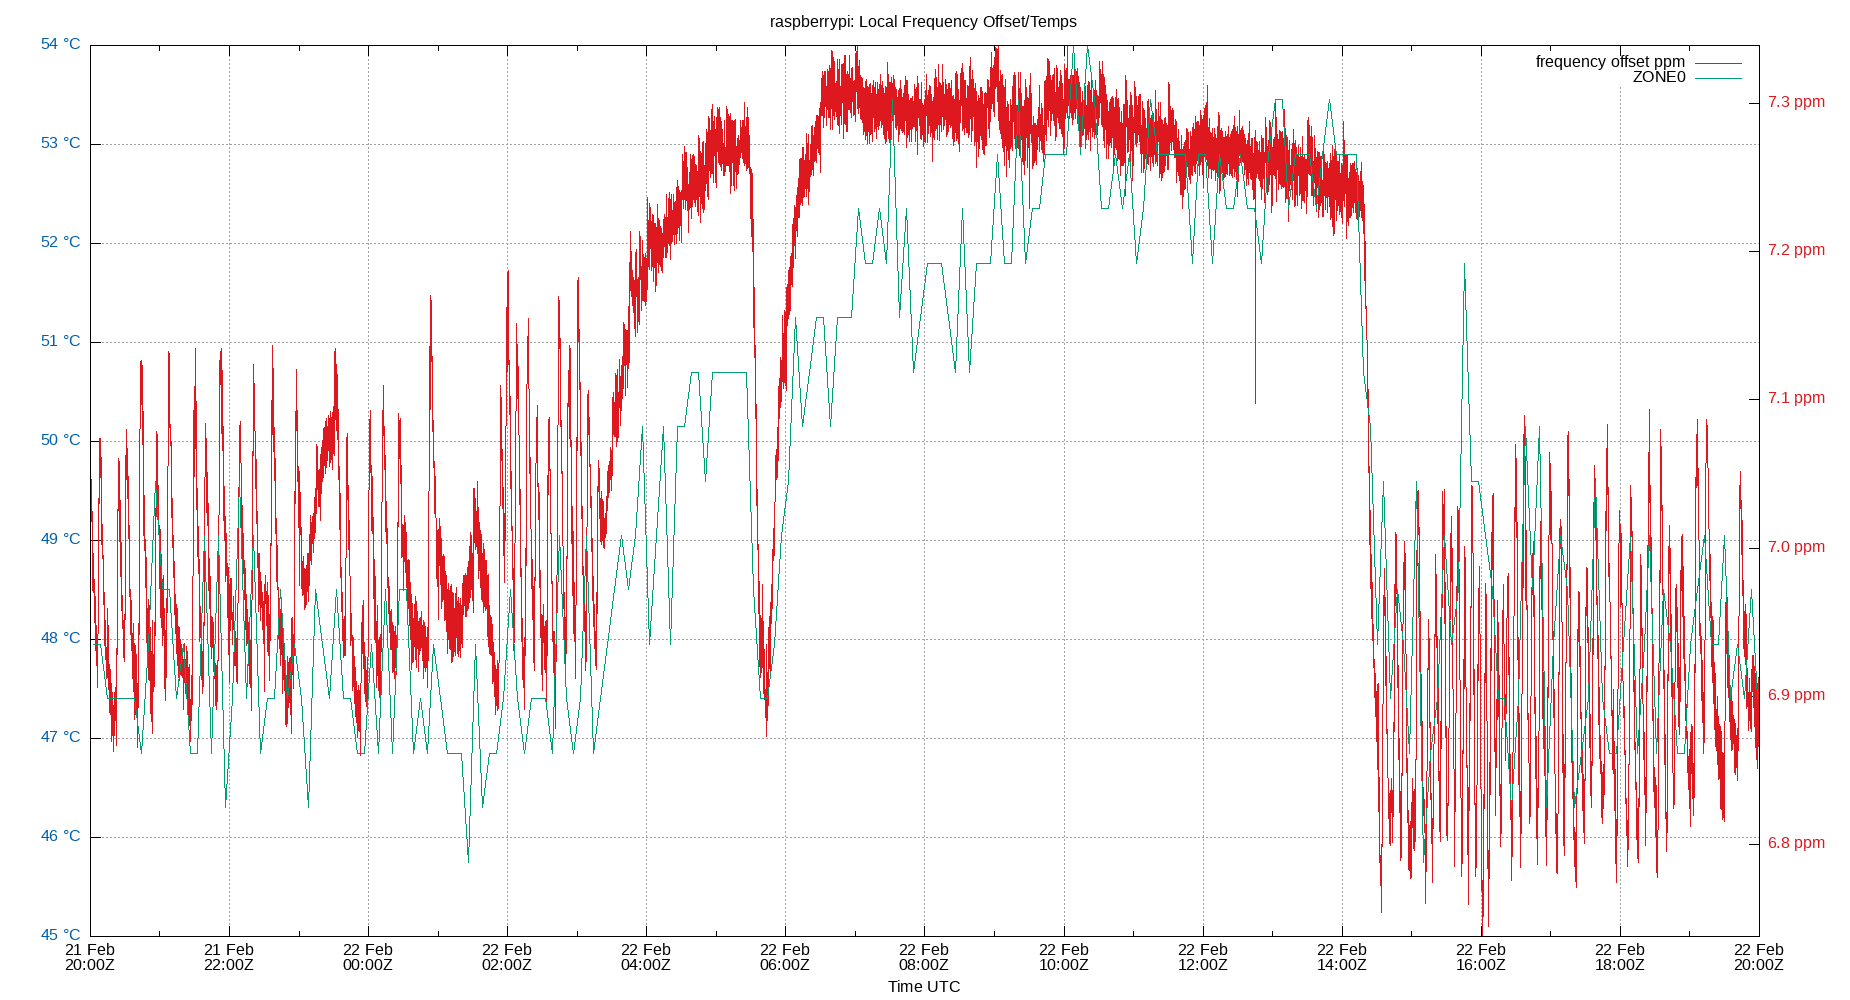 raspberrypi: Local Frequency Offset/Temps
frequency offset ppm
ZONE0
54 °C
53 °C
52 °C
51 °C
50 °C
49 °C
48 °C
47 °C
46 °C
45 °C
7.3 ppm
7.2 ppm
7.1 ppm
7.0 ppm
6.9 ppm
6.8 ppm
21 Feb
20:00Z
21 Feb
22:00Z
22 Feb
00:00Z
22 Feb
02:00Z
22 Feb
04:00Z
22 Feb
06:00Z
22 Feb
08:00Z
22 Feb
10:00Z
22 Feb
12:00Z
22 Feb
14:00Z
22 Feb
16:00Z
22 Feb
18:00Z
22 Feb
20:00Z
Time UTC